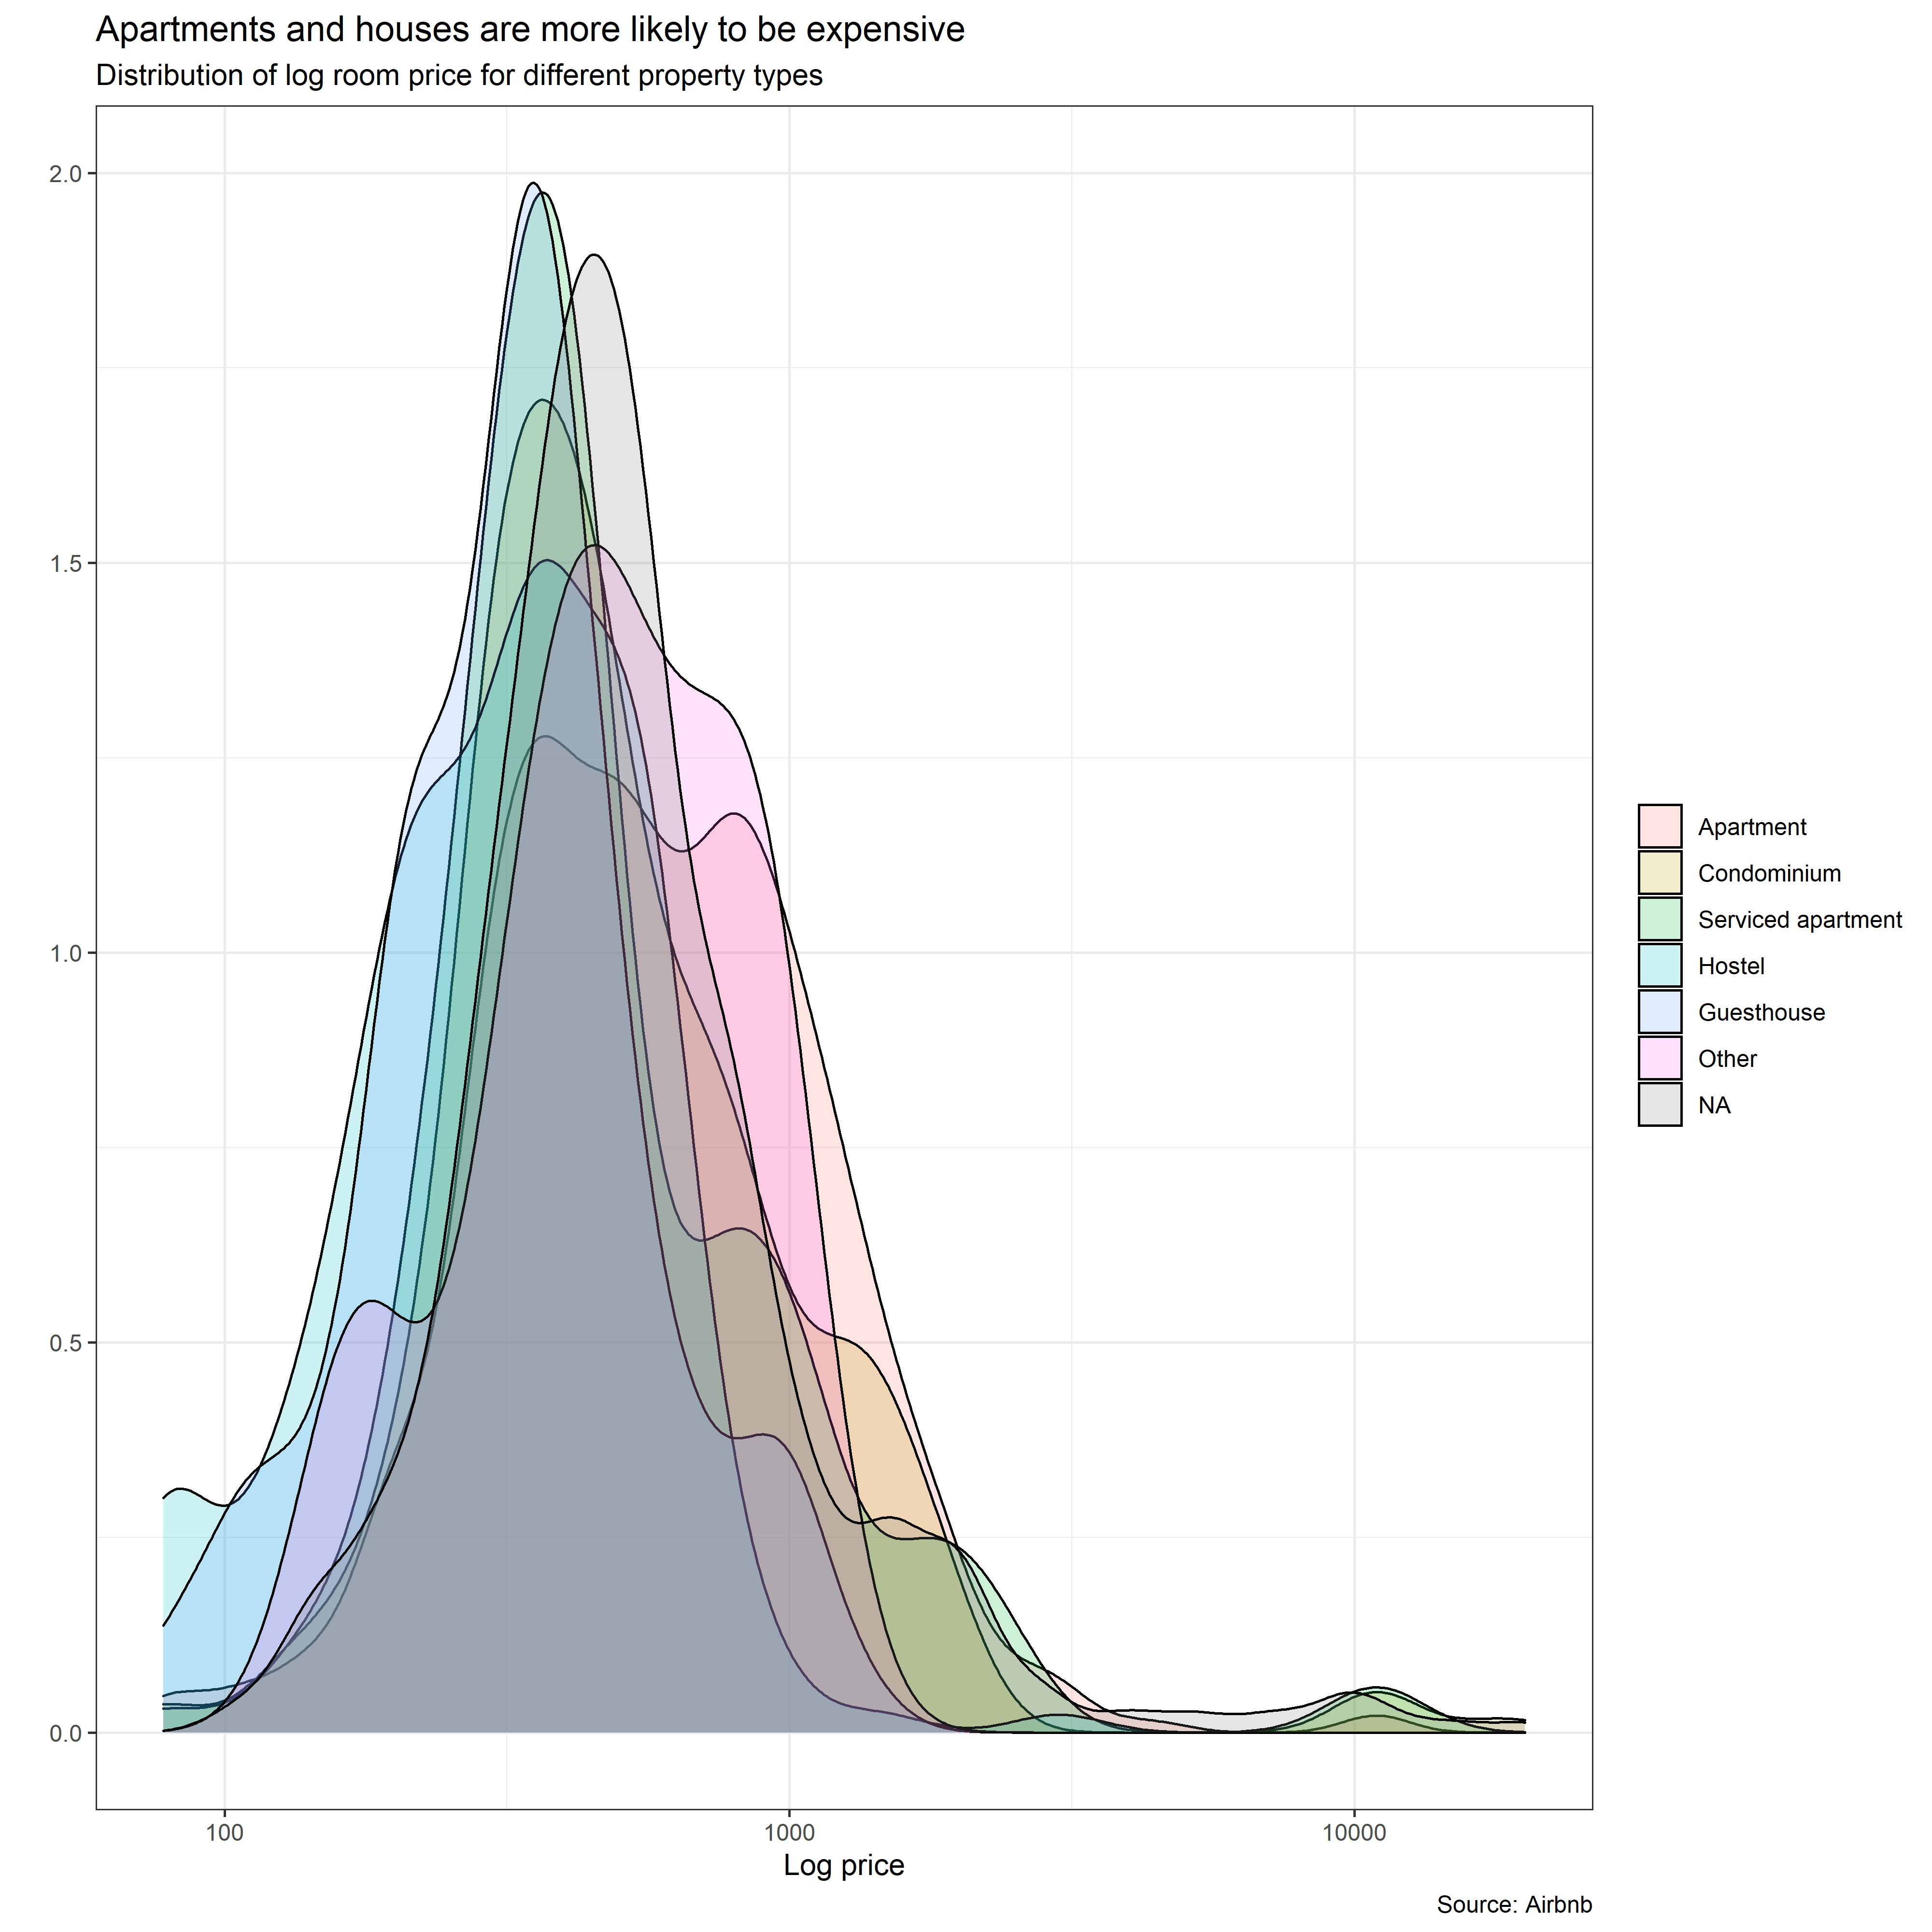 Apartments and houses are more likely to be expensive
Distribution of log room price for different property types
2.0
1.5
1.0
0.5
0.0
100
1000
10000
Log price
Apartment
Condominium
Serviced apartment
Hostel
Guesthouse
Other
NA
Source: Airbnb